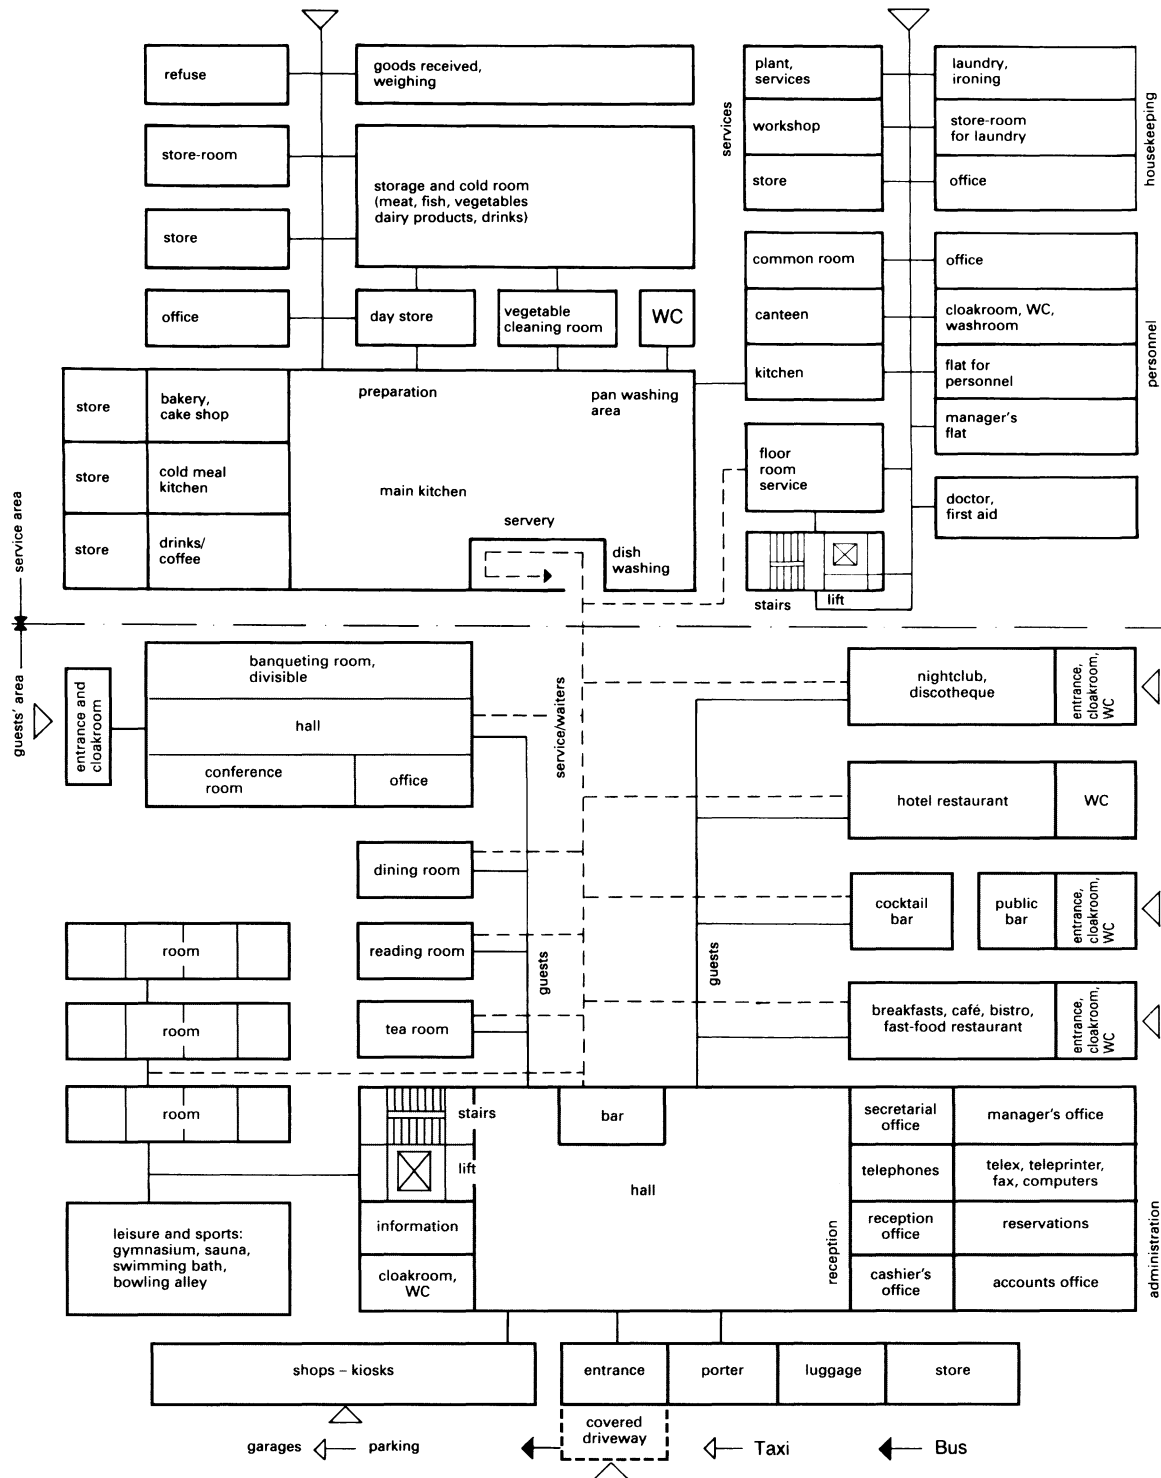 refuse
goods received,
weighing
store-room
storage and cold room
(meat, fish, vegetables
dairy products, drinks)
store
office
day store
vegetable
cleaning room
WC
services
plant,
services
laundry,
ironing
workshop
store-room
for laundry
store
office
housekeeping
common room
office
canteen
cloakroom, WC,
washroom
kitchen
flat for
personnel
manager's
flat
personnel
floor
room
service
doctor,
first aid
stairs
lift
store
bakery,
cake shop
preparation
pan washing
area
store
cold meal
kitchen
main kitchen
servery
store
drinks/
coffee
dish
washing
service area
guests' area
entrance and
cloakroom
banqueting room,
divisible
hall
conference
room
office
service/waiters
nightclub,
discotheque
entrance,
cloakroom,
WC
hotel restaurant
WC
dining room
cocktail
bar
public
bar
entrance,
cloakroom,
WC
room
reading room
guests
guests
room
tea room
breakfasts, café, bistro,
fast-food restaurant
entrance,
cloakroom,
WC
room
stairs
bar
lift
hall
information
cloakroom,
WC
leisure and sports:
gymnasium, sauna,
swimming bath,
bowling alley
reception
secretarial
office
manager's office
telephones
telex, teleprinter,
fax, computers
reception
office
reservations
cashier's
office
accounts office
administration
shops – kiosks
entrance
porter
luggage
store
covered
driveway
garages
parking
Taxi
Bus